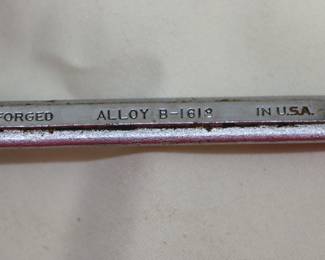 FORGED ALLOY B-1618 IN U.S.A.